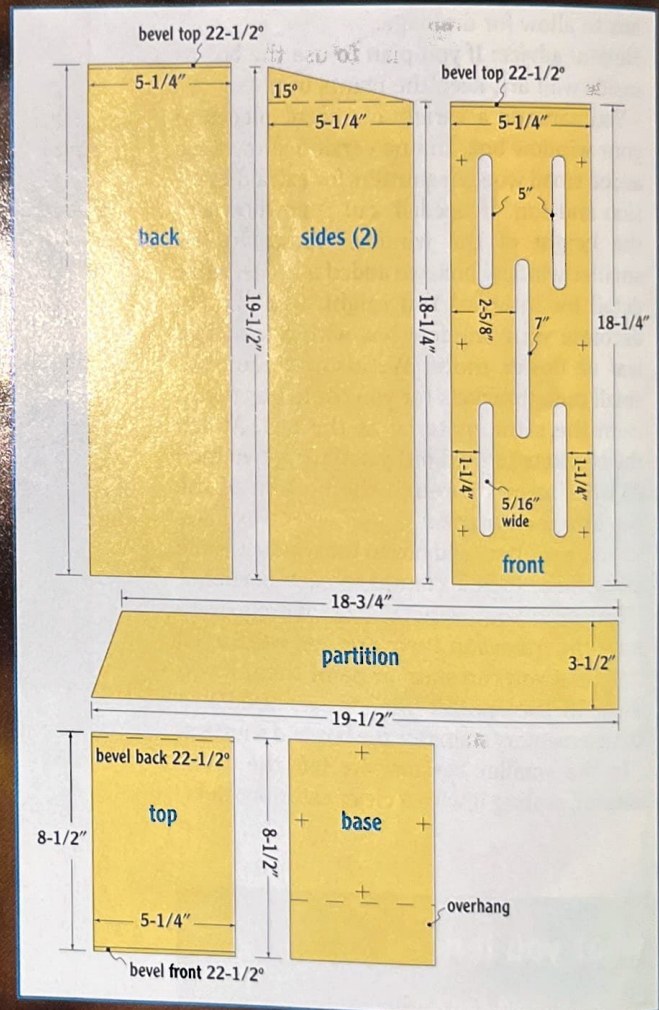 bevel top 22-1/2°
5-1/4"
back
19-1/2"
15°
5-1/4"
sides (2)
18-1/4"
bevel top 22-1/2°
5-1/4"
5"
2-5/8"
7"
18-1/4"
1-1/4"
1-1/4"
5/16"
wide
front
18-3/4"
partition
3-1/2"
19-1/2"
bevel back 22-1/2°
top
8-1/2"
5-1/4"
bevel front 22-1/2°
8-1/2"
base
overhang